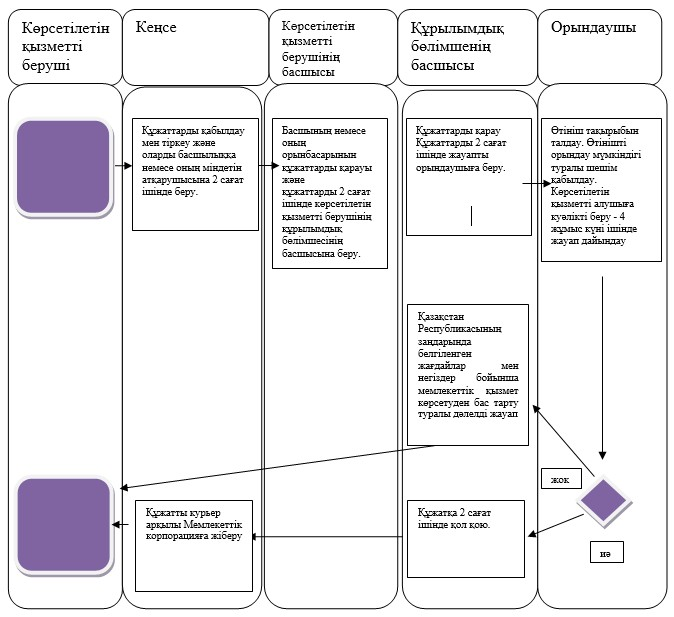 Көрсетілетін
қызметті
беруші
Кеңсе
Көрсетілетін
қызметті
берушінің
басшысы
Құрылымдық
бөлімшенің
басшысы
Орындаушы
Құжаттарды қабылдау
мен тіркеу және
оларды басшылыққа
немесе оның міндетін
атқарушысына 2 сағат
ішінде беру.
Басшының немесе
оның
орынбасарынын
құжаттарды қарауы
және
құжаттарды 2 сағат
ішінде көрсетілетін
қызметті берушінің
құрылымдық
бөлімшесінің
басшысына беру.
Құжаттарды қарау
Құжаттарды 2 сағат
ішінде жауапты
орындаушыға беру.
Өтініш тақырыбын
талдау. Өтінішті
орындау мүмкіндігі
туралы шешім
қабылдау.
Көрсетілетін
қызметті алушыға
куәлікті беру - 4
жұмыс күні ішінде
жауап дайындау
Қазақстан
Республикасының
заңдарында
белгіленген
жағдайлар мен
негіздер бойынша
мемлекеттік қызмет
көрсетуден бас тарту
туралы дәлелді жауап
жок
Құжатты курьер
арқылы Мемлекеттік
корпорацияға жіберу
Құжатқа 2 сағат
ішінде қол қою.
иә